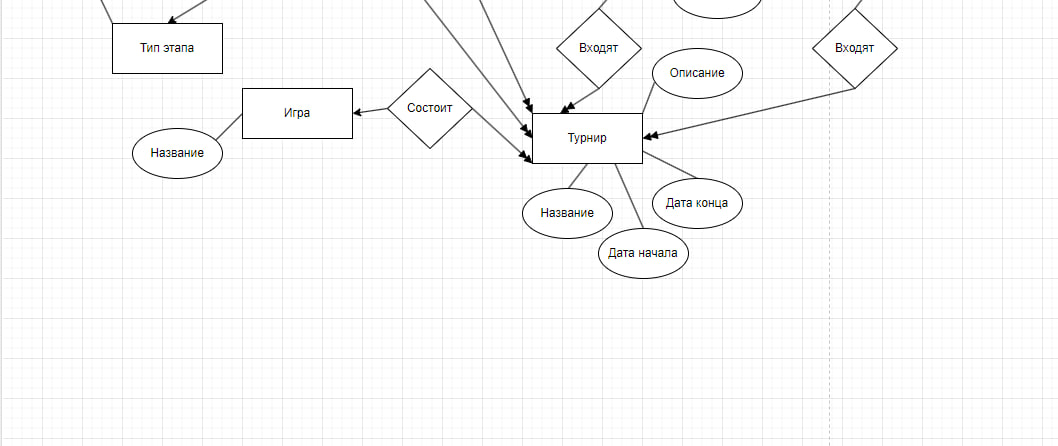 Тип этапа
Входят
Входят
Описание
Игра
Состоит
Турнир
Название
Дата конца
Название
Дата начала